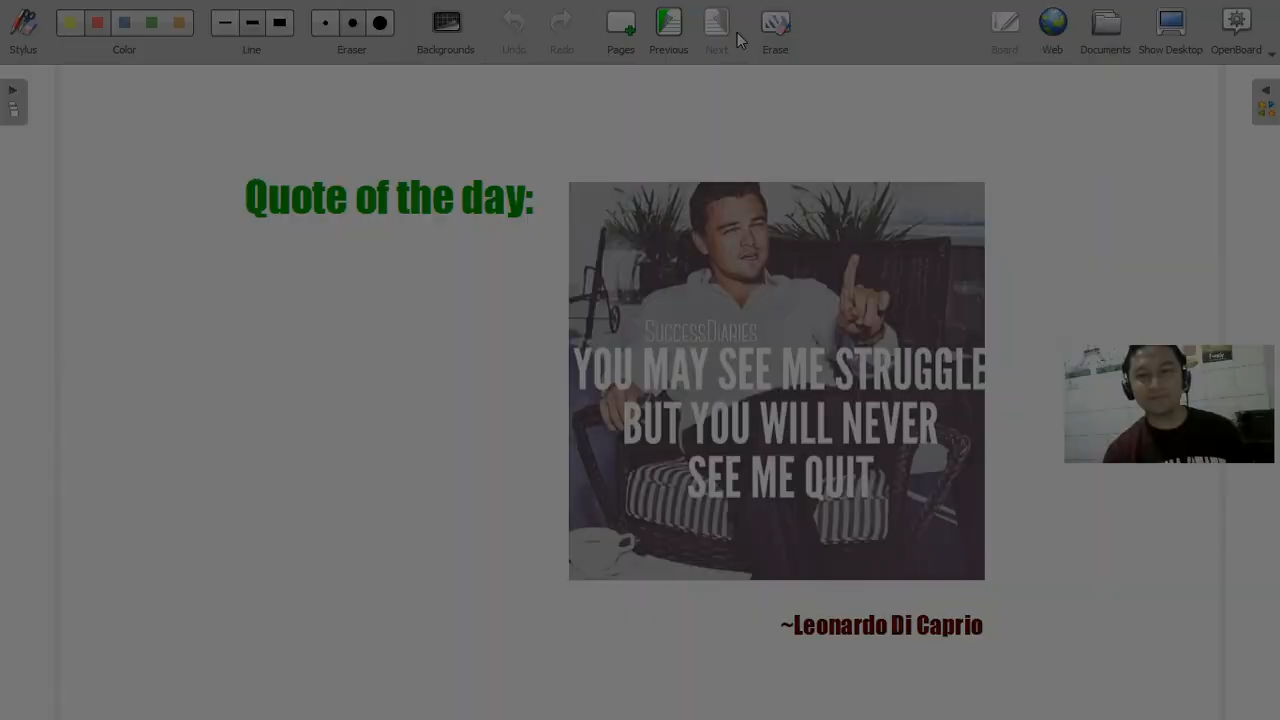 Stylus
Color
Line
Eraser
Backgrounds
Undo
Redo
Pages
Previous
Next
Erase
Board
Web
Documents
Show Desktop
OpenBoard
Quote of the day:
SUCCESSDIARIES
YOU MAY SEE ME STRUGGLE
BUT YOU WILL NEVER
SEE ME QUIT
~Leonardo Di Caprio